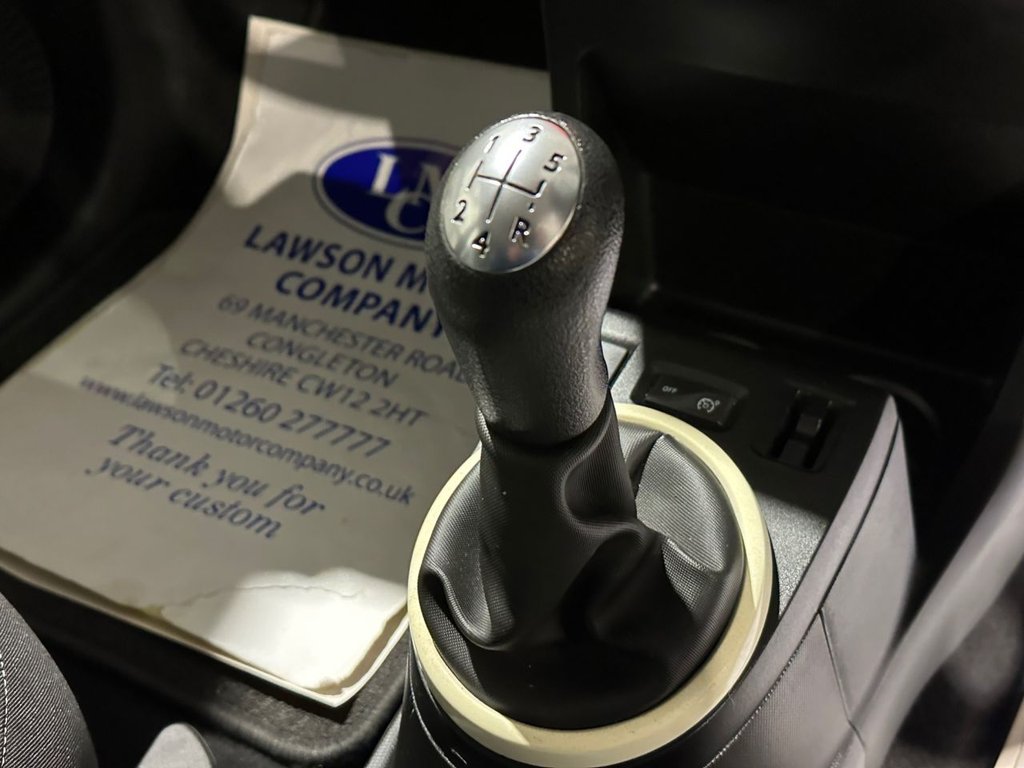 LMC
LAWSON M
COMPANY
69 MANCHESTER ROAD
CONGLETON
CHESHIRE CW12 2HT
Tel: 01260 277777
www.lawsonmotorcompany.co.uk
Thank you for
your custom
1 3 5
2 4 R
OFF